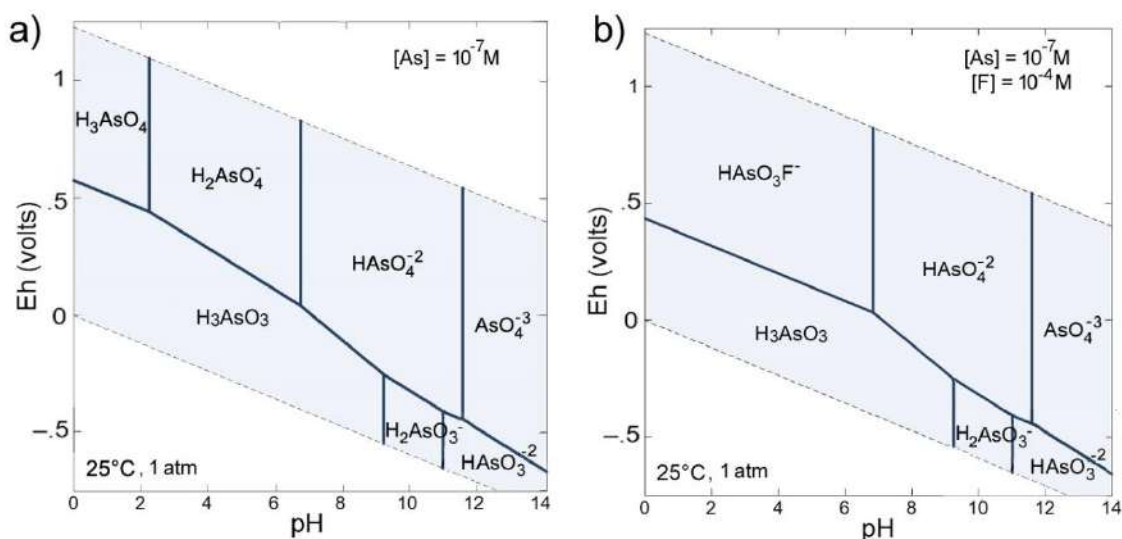 a)
[As] = 10⁻⁷M
H₃AsO₄
H₂AsO₄⁻
HAsO₄⁻²
AsO₄⁻³
H₃AsO₃
H₂AsO₃⁻
HAsO₃⁻²
25°C, 1 atm
Eh (volts)
1
.5
0
-.5
0 2 4 6 8 10 12 14
pH
b)
[As] = 10⁻⁷M
[F] = 10⁻⁴M
HAsO₃F⁻
HAsO₄⁻²
AsO₄⁻³
H₃AsO₃
H₂AsO₃⁻
HAsO₃⁻²
25°C, 1 atm
Eh (volts)
1
.5
0
-.5
0 2 4 6 8 10 12 14
pH